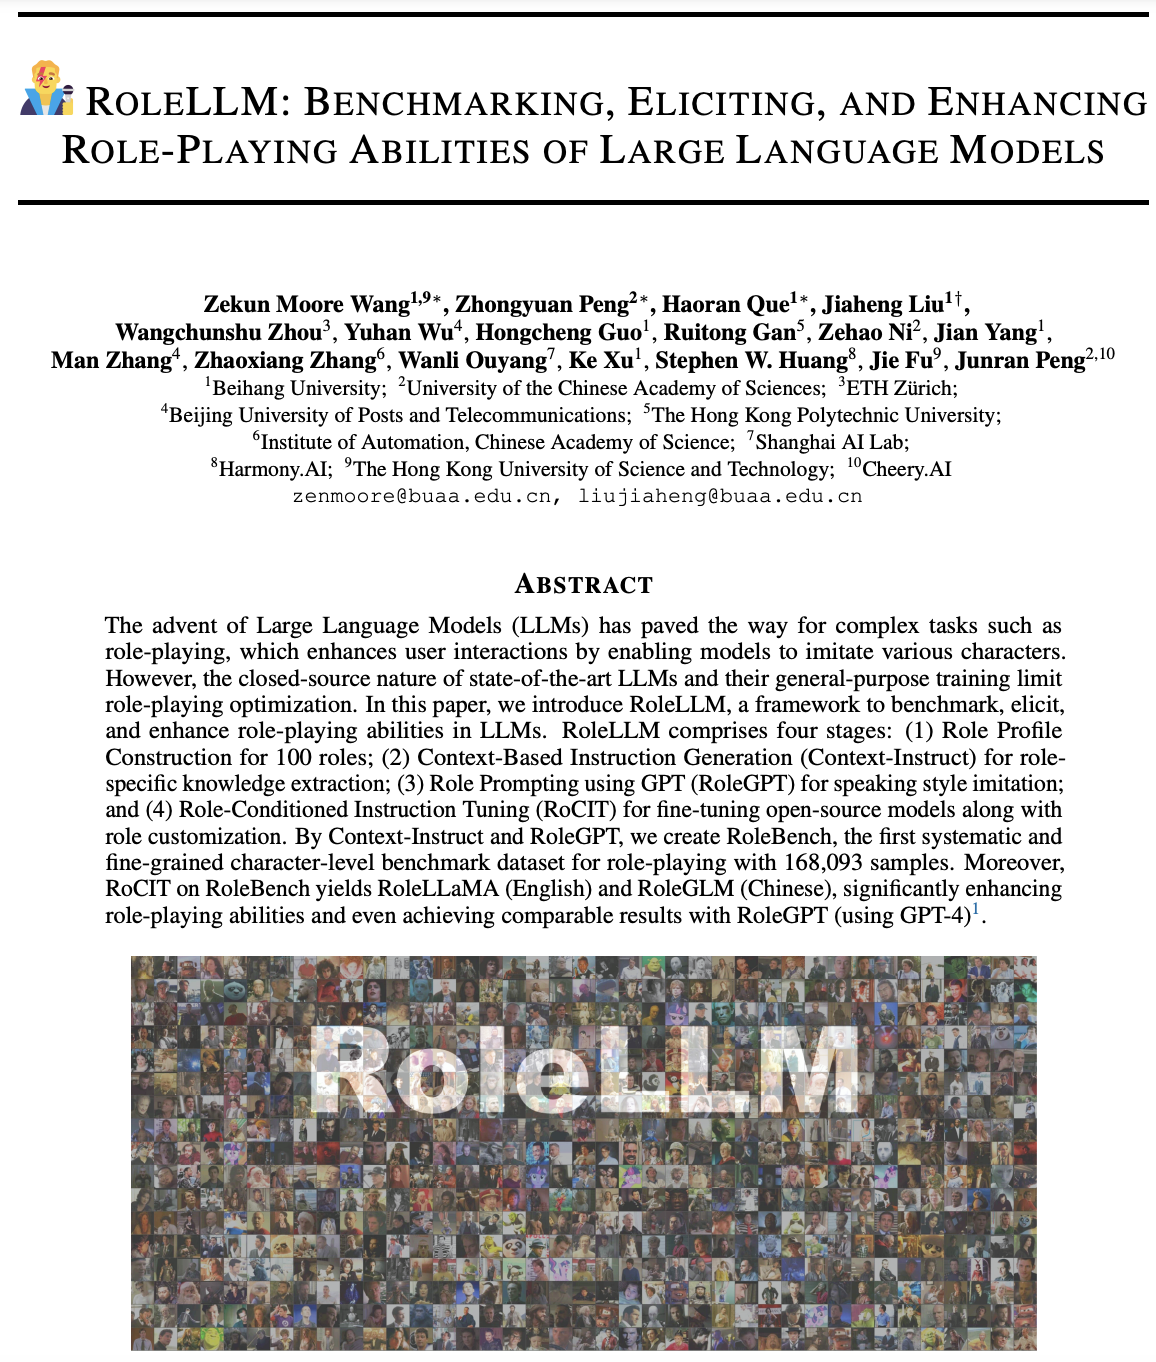 ROLELLM: BENCHMARKING, ELICITING, AND ENHANCING
ROLE-PLAYING ABILITIES OF LARGE LANGUAGE MODELS
Zekun Moore Wang1,9*, Zhongyuan Peng2*, Haoran Que1*, Jiaheng Liu1†,
Wangchunshu Zhou3, Yuhan Wu4, Hongcheng Guo1, Ruitong Gan5, Zehao Ni2, Jian Yang1,
Man Zhang4, Zhaoxiang Zhang6, Wanli Ouyang7, Ke Xu1, Stephen W. Huang8, Jie Fu9, Junran Peng2,10
1Beihang University; 2University of the Chinese Academy of Sciences; 3ETH Zürich;
4Beijing University of Posts and Telecommunications; 5The Hong Kong Polytechnic University;
6Institute of Automation, Chinese Academy of Science; 7Shanghai AI Lab;
8Harmony.AI; 9The Hong Kong University of Science and Technology; 10Cheery.AI
zenmoore@buaa.edu.cn, liujiaheng@buaa.edu.cn
ABSTRACT
The advent of Large Language Models (LLMs) has paved the way for complex tasks such as
role-playing, which enhances user interactions by enabling models to imitate various characters.
However, the closed-source nature of state-of-the-art LLMs and their general-purpose training limit
role-playing optimization. In this paper, we introduce RoleLLM, a framework to benchmark, elicit,
and enhance role-playing abilities in LLMs. RoleLLM comprises four stages: (1) Role Profile
Construction for 100 roles; (2) Context-Based Instruction Generation (Context-Instruct) for role-
specific knowledge extraction; (3) Role Prompting using GPT (RoleGPT) for speaking style imitation;
and (4) Role-Conditioned Instruction Tuning (RoCIT) for fine-tuning open-source models along with
role customization. By Context-Instruct and RoleGPT, we create RoleBench, the first systematic and
fine-grained character-level benchmark dataset for role-playing with 168,093 samples. Moreover,
RoCIT on RoleBench yields RoleLLaMA (English) and RoleGLM (Chinese), significantly enhancing
role-playing abilities and even achieving comparable results with RoleGPT (using GPT-4)1.
RoleLLM